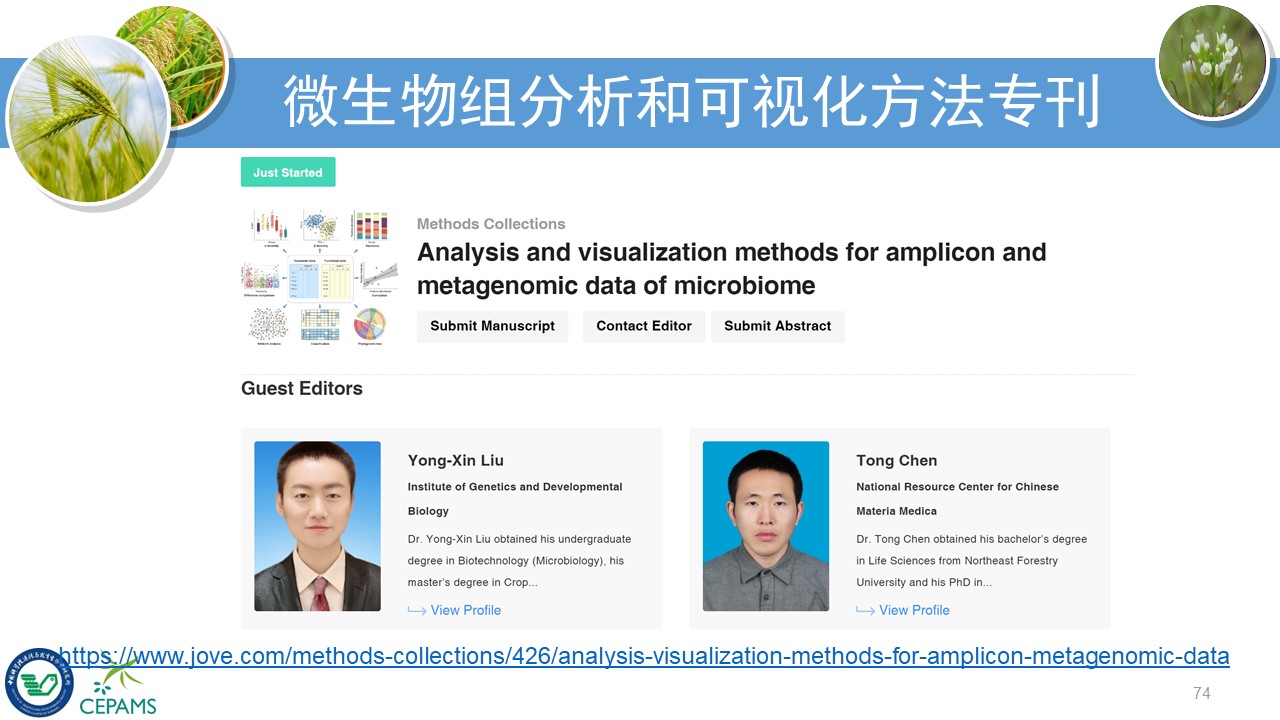 微生物组分析和可视化方法专刊
Just Started
Methods Collections
Analysis and visualization methods for amplicon and
metagenomic data of microbiome
Submit Manuscript
Contact Editor
Submit Abstract
Guest Editors
Yong-Xin Liu
Institute of Genetics and Developmental
Biology
Dr. Yong-Xin Liu obtained his undergraduate
degree in Biotechnology (Microbiology), his
master's degree in Crop...
View Profile
Tong Chen
National Resource Center for Chinese
Materia Medica
Dr. Tong Chen obtained his bachelor's degree
in Life Sciences from Northeast Forestry
University and his PhD in...
View Profile
https://www.jove.com/methods-collections/426/analysis-visualization-methods-for-amplicon-metagenomic-data
CEPAMS
74